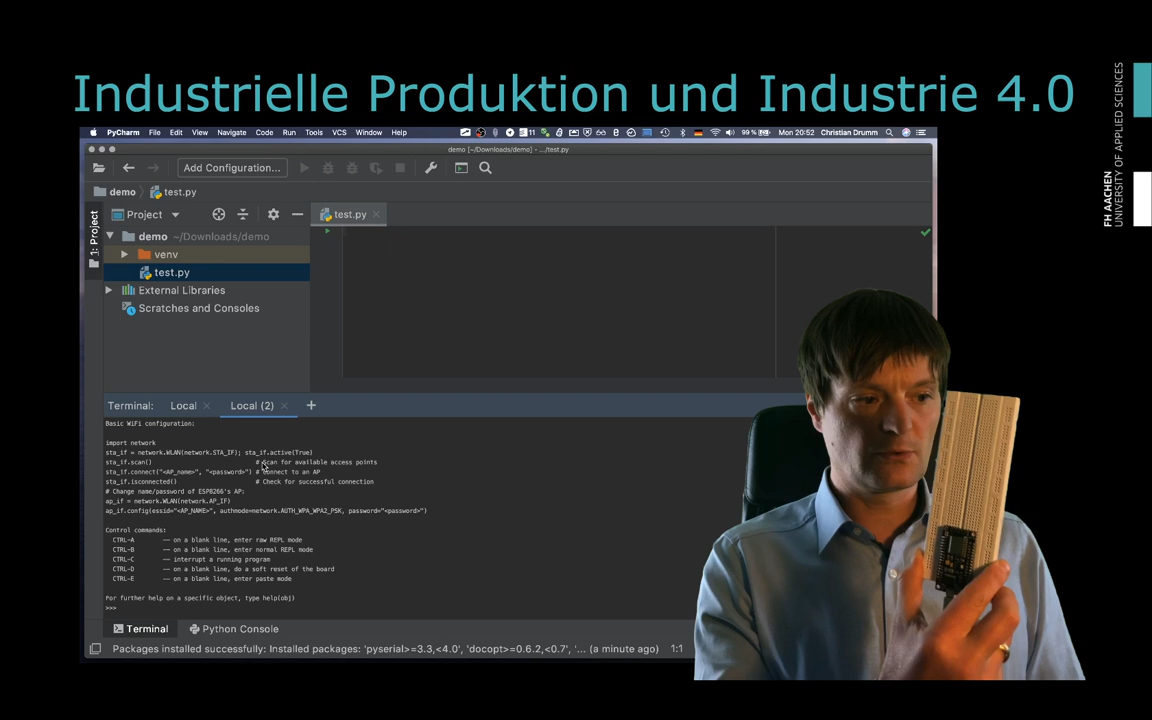 Industrielle Produktion und Industrie 4.0
FH AACHEN
UNIVERSITY OF APPLIED SCIENCES
PyCharm File Edit View Navigate Code Run Tools VCS Window Help 11 99 % Mon 20:52 Christian Drumm
demo [~/Downloads/demo] - .../test.py
Add Configuration...
demo test.py
1: Project
Project
test.py
demo ~/Downloads/demo
venv
test.py
External Libraries
Scratches and Consoles
Terminal: Local Local (2)
Basic WiFi configuration:
import network
sta_if = network.WLAN(network.STA_IF); sta_if.active(True)
sta_if.scan() # Scan for available access points
sta_if.connect("<AP_name>", "<password>") # Connect to an AP
sta_if.isconnected() # Check for successful connection
# Change name/password of ESP8266's AP:
ap_if = network.WLAN(network.AP_IF)
ap_if.config(essid="<AP_NAME>", authmode=network.AUTH_WPA_WPA2_PSK, password="<password>")
Control commands:
CTRL-A -- on a blank line, enter raw REPL mode
CTRL-B -- on a blank line, enter normal REPL mode
CTRL-C -- interrupt a running program
CTRL-D -- on a blank line, do a soft reset of the board
CTRL-E -- on a blank line, enter paste mode
For further help on a specific object, type help(obj)
>>>
Terminal Python Console
Packages installed successfully: Installed packages: 'pyserial>=3.3,<4.0', 'docopt>=0.6.2,<0.7', '... (a minute ago) 1:1